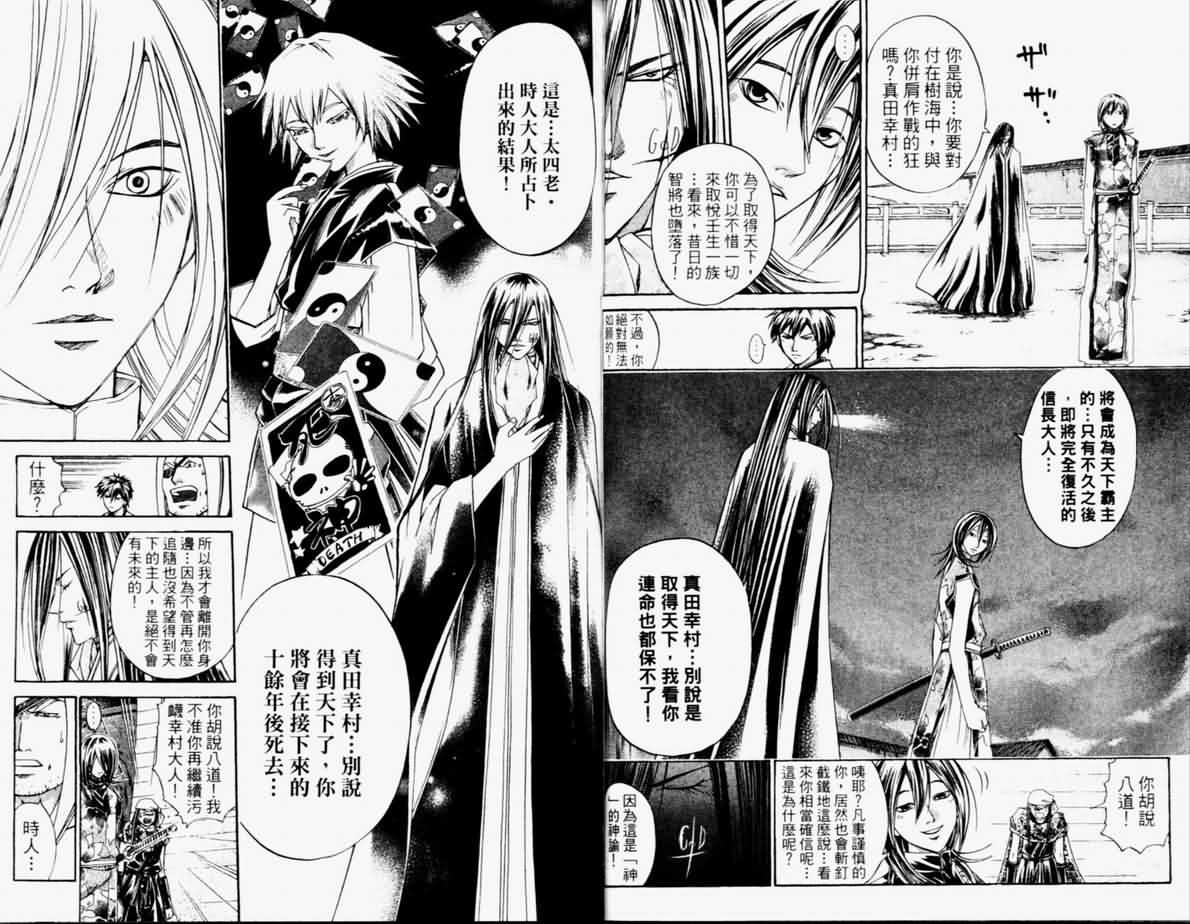 你是說…你要對
付在樹海中，與
你併肩作戰的狂
嗎？真田幸村…
…
GOD
為了取得天下，
你可以不惜一切
來取悅壬生一族
…看來，昔日的
智將也墮落了！
…
不過，你
絕對無法
如願的！
將會成為天下霸主
的…只有不久之後
，即將完全復活的
信長大人…
真田幸村…別說是
取得天下，我看你
連命也都保不了！
你胡說
八道！
咦耶？凡事謹慎的
你，居然也會斬釘
截鐵地這麼說…看
來你相當確信呢…
這是為什麼呢？
GOD
因為這是「神
」的神諭！
這是…太四老·
時人大人所占卜
出來的結果！
死神
DEATH
真田幸村…別說
得到天下了，你
將會在接下來的
十餘年後死去…
什麼？
所以我才會離開你身
邊…因為不管再怎麼
追隨也沒希望得到天
下的主人，是絕不會
有未來的！
你胡說八道！我
不准你再繼續污
衊幸村大人！
…
時人…